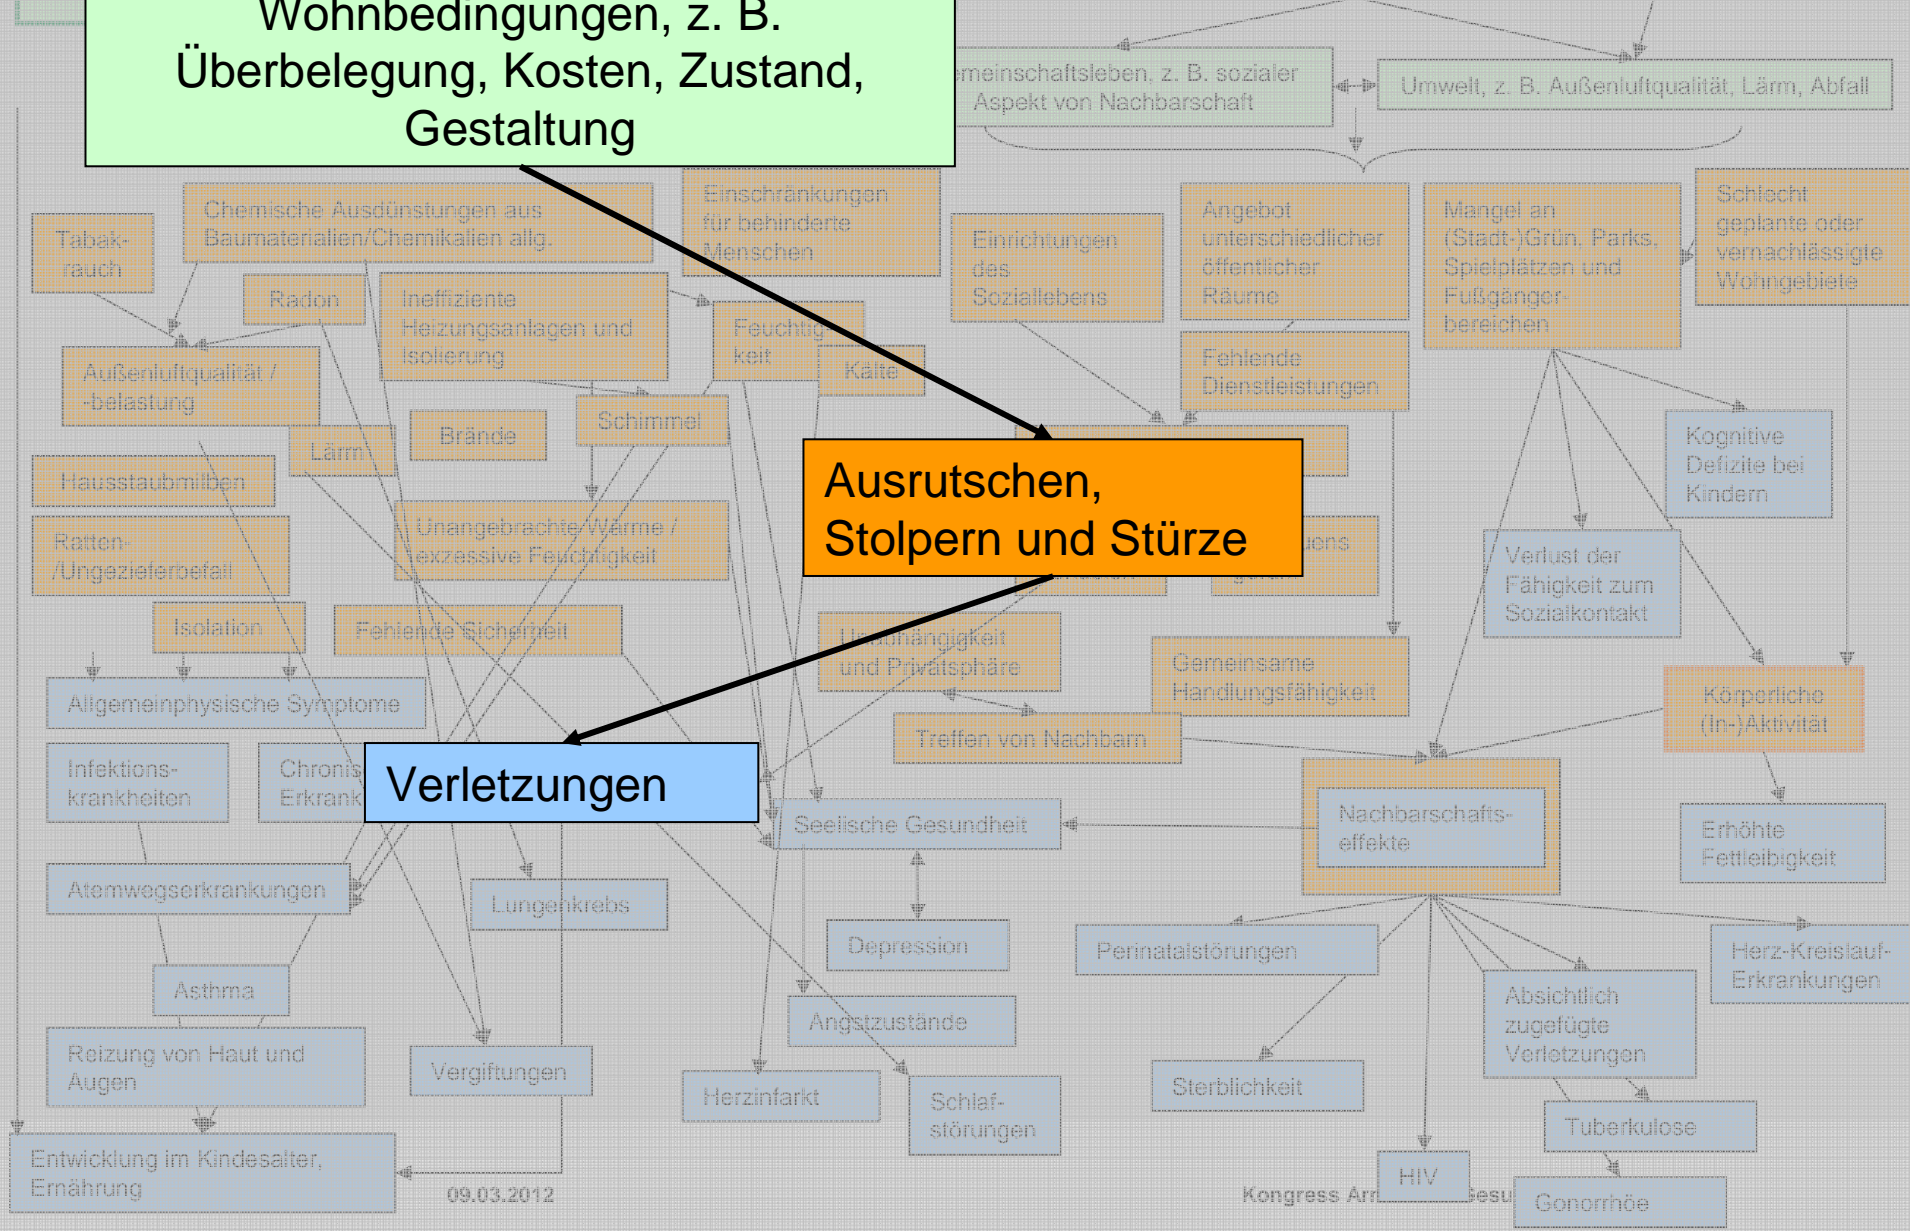 Wohnbedingungen, z. B.
Überbelegung, Kosten, Zustand,
Gestaltung
meinschaftsleben, z. B. sozialer
Aspekt von Nachbarschaft
Umwelt, z. B. Außenluftqualität, Lärm, Abfall
Tabak-
rauch
Chemische Ausdünstungen aus
Baumaterialien/Chemikalien allg.
Einschränkungen
für behinderte
Menschen
Einrichtungen
des
Soziallebens
Angebot
unterschiedlicher
öffentlicher
Räume
Mangel an
(Stadt-)Grün, Parks,
Spielplätzen und
Fußgänger-
bereichen
Schlecht
geplante oder
vernachlässigte
Wohngebiete
Radon
Ineffiziente
Heizungsanlagen und
Isolierung
Feuchtig-
keit
Kälte
Fehlende
Dienstleistungen
Außenluftqualität /
-belastung
Lärm
Brände
Schimmel
Kognitive
Defizite bei
Kindern
Hausstaubmilben
Ausrutschen,
Stolpern und Stürze
Ratten-
/Ungezieferbefall
Unangebrachte Wärme /
exzessive Feuchtigkeit
uens
Verlust der
Fähigkeit zum
Sozialkontakt
Isolation
Fehlende Sicherheit
Unabhängigkeit
und Privatsphäre
Gemeinsame
Handlungsfähigkeit
Körperliche
(In-)Aktivität
Allgemeinphysische Symptome
Treffen von Nachbarn
Infektions-
krankheiten
Chronis
Erkrank
Verletzungen
Seelische Gesundheit
Nachbarschafts-
effekte
Erhöhte
Fettleibigkeit
Atemwegserkrankungen
Lungenkrebs
Depression
Perinatalstörungen
Herz-Kreislauf-
Erkrankungen
Asthma
Angstzustände
Absichtlich
zugefügte
Verletzungen
Reizung von Haut und
Augen
Vergiftungen
Herzinfarkt
Schlaf-
störungen
Sterblichkeit
Tuberkulose
Entwicklung im Kindesalter,
Ernährung
HIV
Gonorrhöe
09.03.2012
Kongress Arm
Gesu